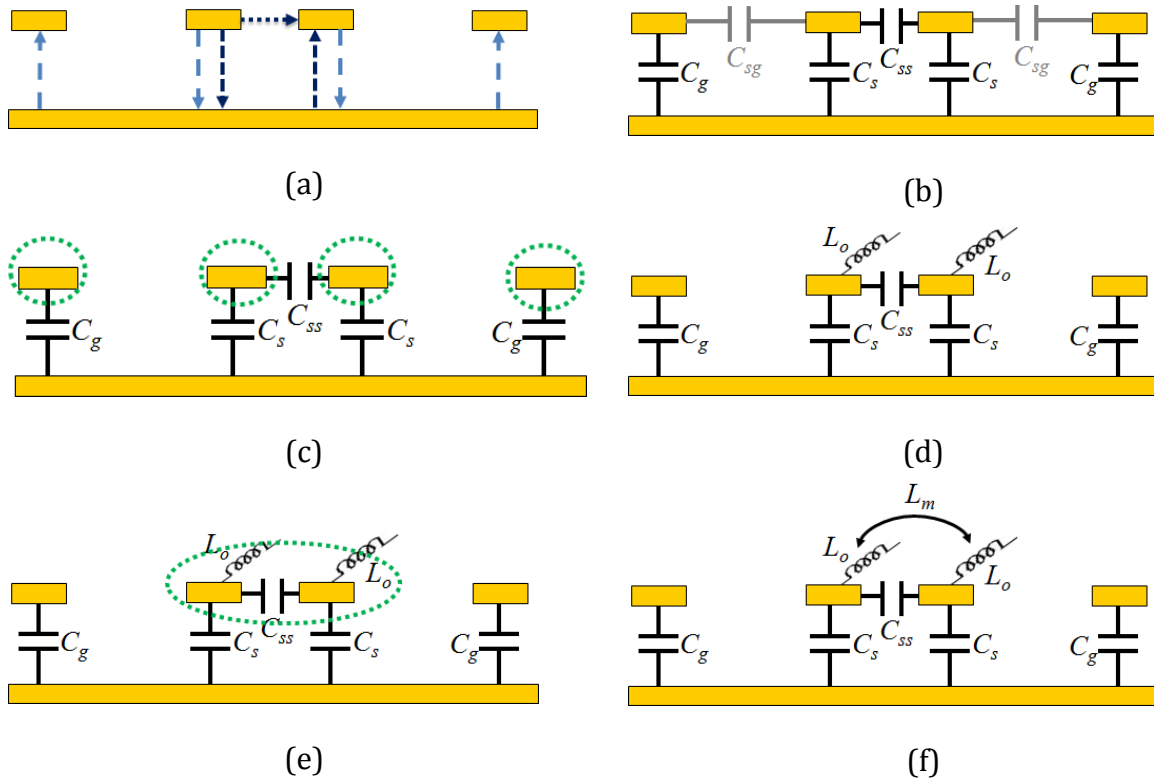 (a)
C_sg C_ss C_sg
C_g C_s C_s C_g
(b)
C_ss
C_g C_s C_s C_g
(c)
L_o L_o
C_ss
C_g C_s C_s C_g
(d)
L_o L_o
C_ss
C_g C_s C_s C_g
(e)
L_m
L_o L_o
C_ss
C_g C_s C_s C_g
(f)